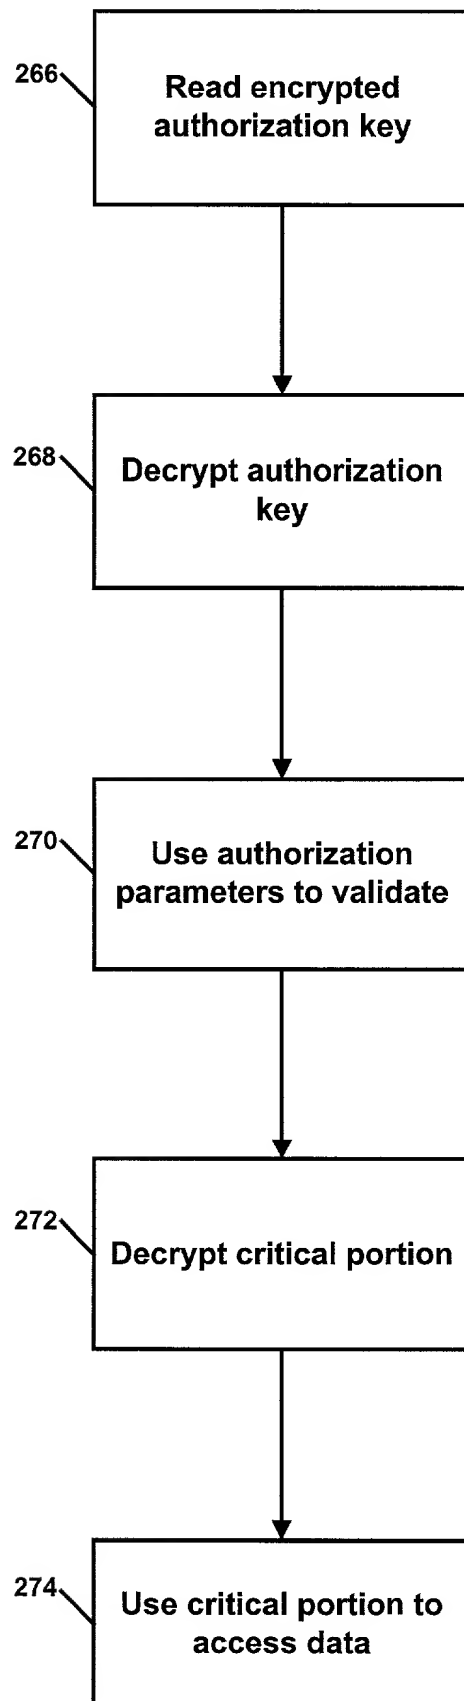 266
Read encrypted
authorization key
268
Decrypt authorization
key
270
Use authorization
parameters to validate
272
Decrypt critical portion
274
Use critical portion to
access data